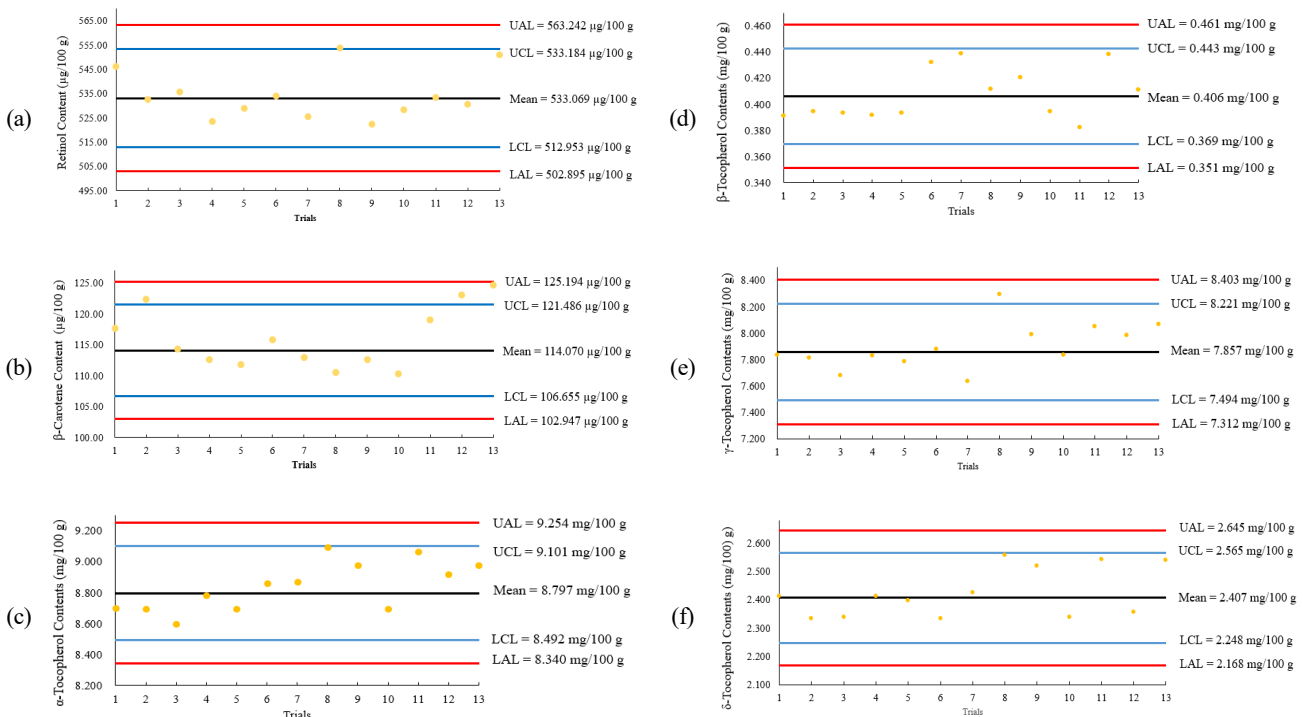 (a)
Retinol Content (µg/100 g)
565.00
555.00
545.00
535.00
525.00
515.00
505.00
495.00
1 2 3 4 5 6 7 8 9 10 11 12 13
Trials
UAL = 563.242 µg/100 g
UCL = 533.184 µg/100 g
Mean = 533.069 µg/100 g
LCL = 512.953 µg/100 g
LAL = 502.895 µg/100 g
(d)
β-Tocopherol Contents (mg/100 g)
0.460
0.440
0.420
0.400
0.380
0.360
0.340
1 2 3 4 5 6 7 8 9 10 11 12 13
Trials
UAL = 0.461 mg/100 g
UCL = 0.443 mg/100 g
Mean = 0.406 mg/100 g
LCL = 0.369 mg/100 g
LAL = 0.351 mg/100 g
(b)
β-Carotene Content (µg/100 g)
125.00
120.00
115.00
110.00
105.00
100.00
1 2 3 4 5 6 7 8 9 10 11 12 13
Trials
UAL = 125.194 µg/100 g
UCL = 121.486 µg/100 g
Mean = 114.070 µg/100 g
LCL = 106.655 µg/100 g
LAL = 102.947 µg/100 g
(e)
γ-Tocopherol Contents (mg/100 g)
8.400
8.200
8.000
7.800
7.600
7.400
7.200
1 2 3 4 5 6 7 8 9 10 11 12 13
Trials
UAL = 8.403 mg/100 g
UCL = 8.221 mg/100 g
Mean = 7.857 mg/100 g
LCL = 7.494 mg/100 g
LAL = 7.312 mg/100 g
(c)
α-Tocopherol Contents (mg/100 g)
9.200
9.000
8.800
8.600
8.400
8.200
1 2 3 4 5 6 7 8 9 10 11 12 13
Trials
UAL = 9.254 mg/100 g
UCL = 9.101 mg/100 g
Mean = 8.797 mg/100 g
LCL = 8.492 mg/100 g
LAL = 8.340 mg/100 g
(f)
δ-Tocopherol Contents (mg/100) g)
2.600
2.500
2.400
2.300
2.200
2.100
1 2 3 4 5 6 7 8 9 10 11 12 13
Trials
UAL = 2.645 mg/100 g
UCL = 2.565 mg/100 g
Mean = 2.407 mg/100 g
LCL = 2.248 mg/100 g
LAL = 2.168 mg/100 g